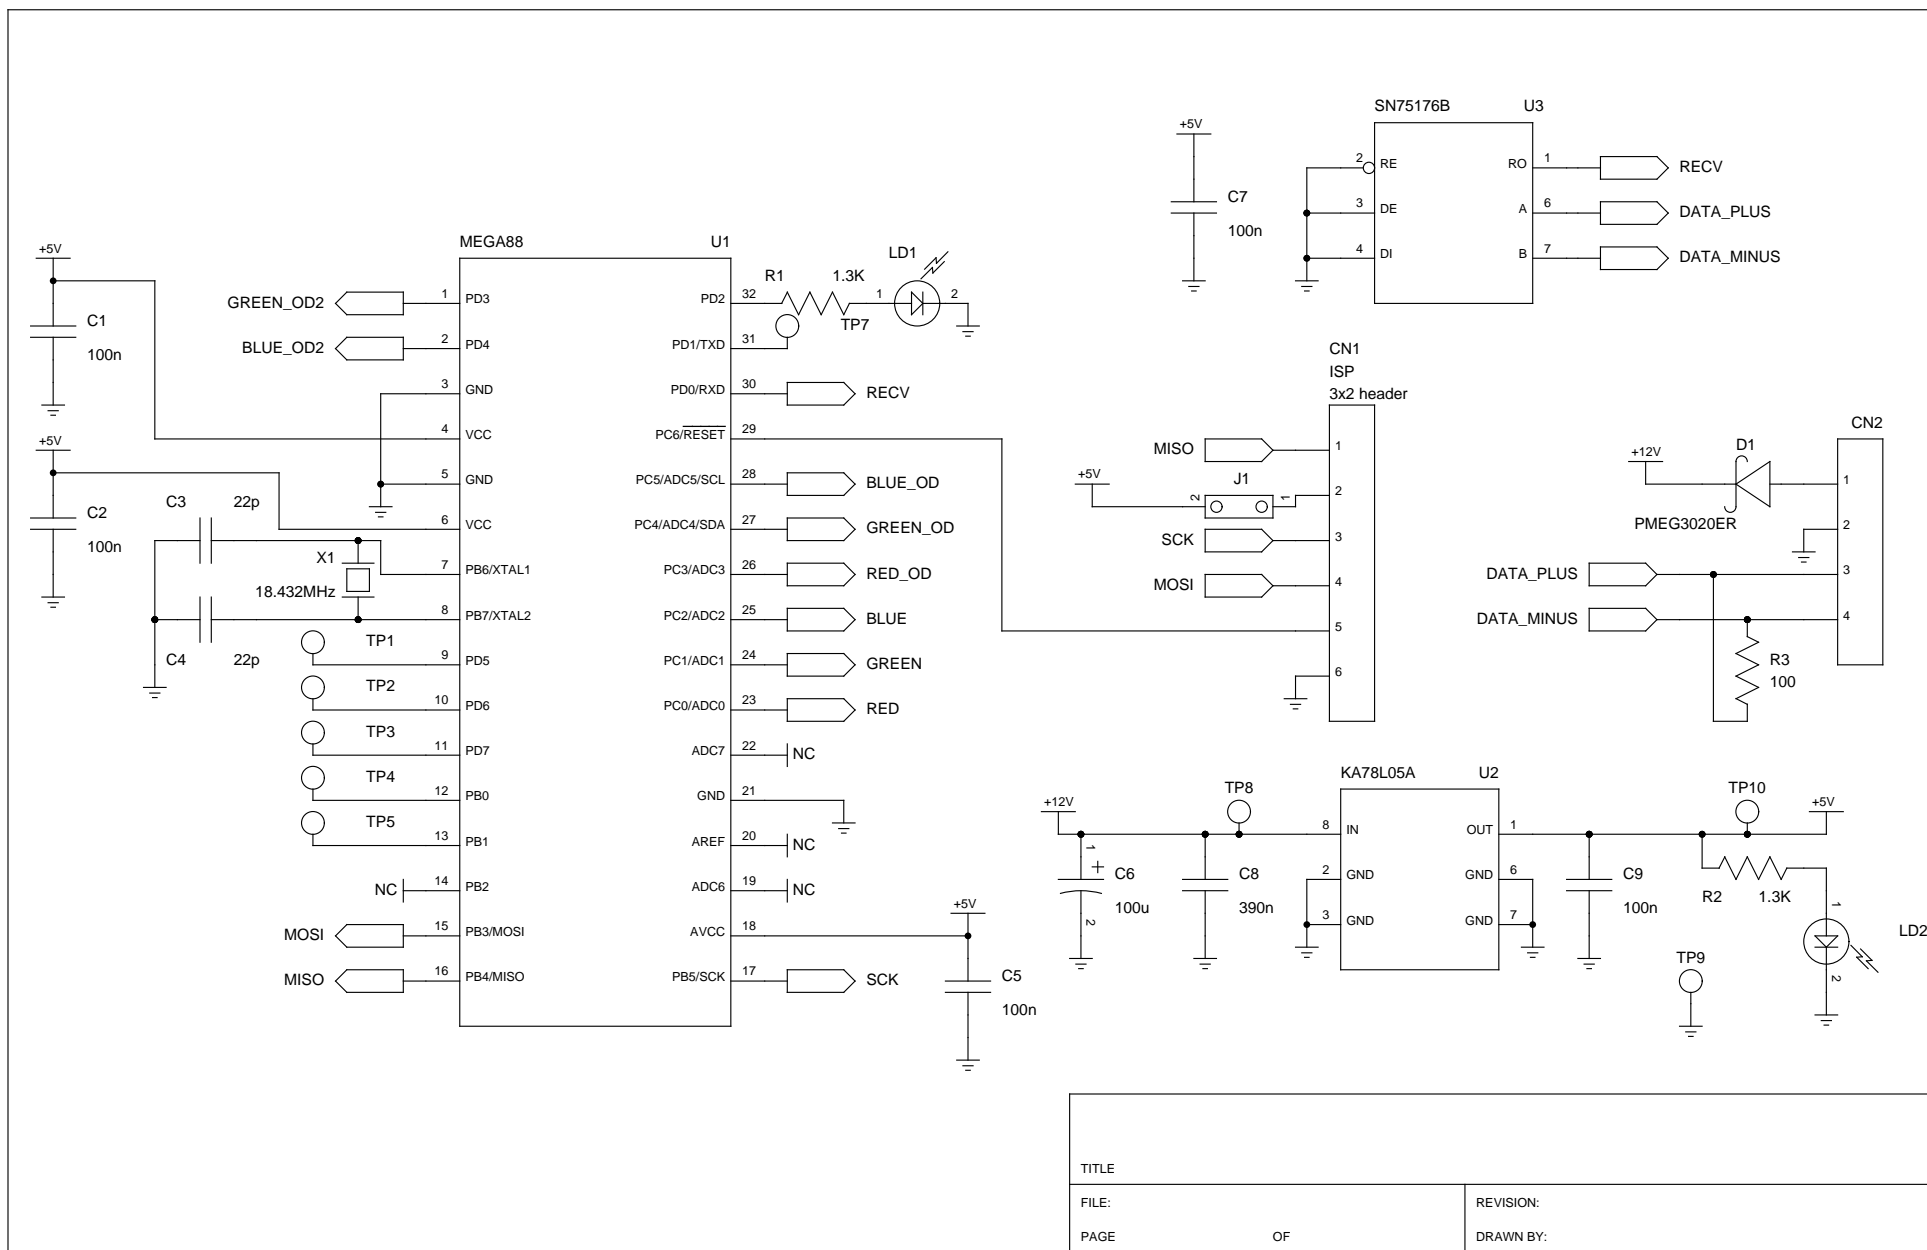 SN75176B U3
+5V
2 RE RO 1 RECV
C7
100n
3 DE A 6 DATA_PLUS
4 DI B 7 DATA_MINUS
MEGA88 U1
+5V
C1
100n
+5V
C2
100n
C3 22p
X1
18.432MHz
C4 22p
GREEN_OD2 1 PD3
BLUE_OD2 2 PD4
3 GND
4 VCC
5 GND
6 VCC
7 PB6/XTAL1
8 PB7/XTAL2
TP1
9 PD5
TP2
10 PD6
TP3
11 PD7
TP4
12 PB0
TP5
13 PB1
NC 14 PB2
MOSI 15 PB3/MOSI
MISO 16 PB4/MISO
R1 1.3K
LD1
PD2 32 1 2
TP7
PD1/TXD 31
PD0/RXD 30 RECV
PC6/RESET 29
PC5/ADC5/SCL 28 BLUE_OD
PC4/ADC4/SDA 27 GREEN_OD
PC3/ADC3 26 RED_OD
PC2/ADC2 25 BLUE
PC1/ADC1 24 GREEN
PC0/ADC0 23 RED
ADC7 22 NC
GND 21
AREF 20 NC
ADC6 19 NC
AVCC 18
PB5/SCK 17 SCK
+5V
C5
100n
CN1
ISP
3x2 header
MISO 1
+5V J1
2 1 2
SCK 3
MOSI 4
5
6
CN2
+12V D1
PMEG3020ER
1
2
DATA_PLUS 3
DATA_MINUS 4
R3
100
KA78L05A U2
+12V TP8
8 IN OUT 1
2 GND GND 6
3 GND GND 7
1
+
C6
100u
2
C8
390n
C9
100n
TP10
+5V
R2 1.3K
1
LD2
2
TP9
TITLE
FILE: REVISION:
PAGE OF DRAWN BY: